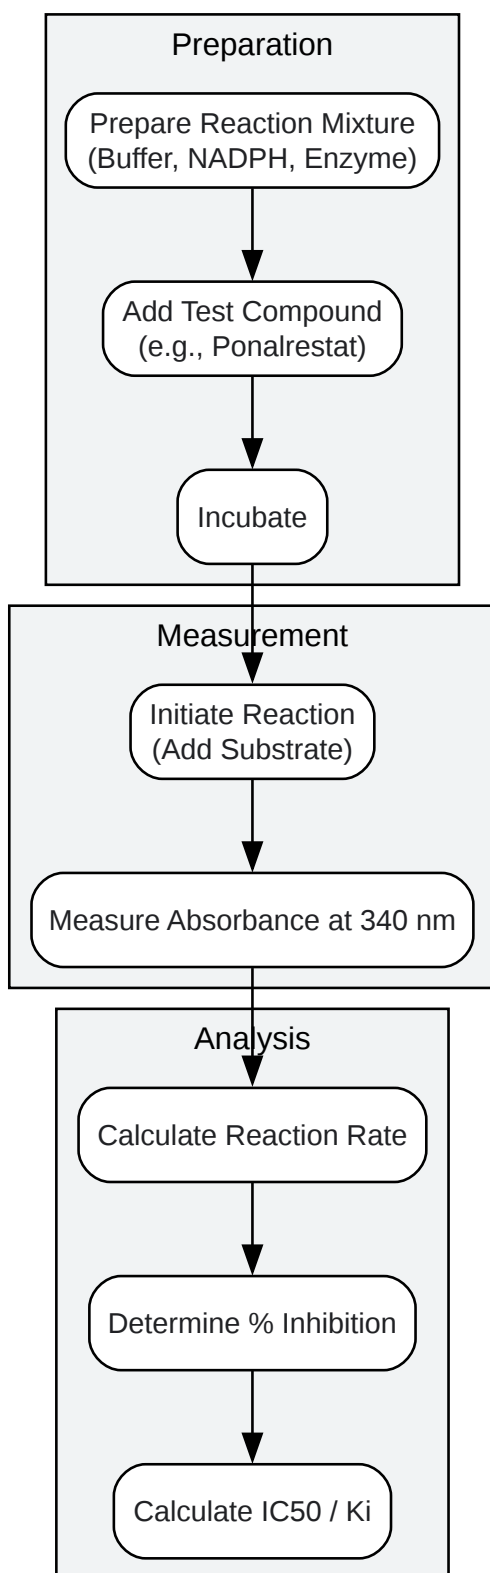 Preparation
Prepare Reaction Mixture
(Buffer, NADPH, Enzyme)
Add Test Compound
(e.g., Ponalrestat)
Incubate
Measurement
Initiate Reaction
(Add Substrate)
Measure Absorbance at 340 nm
Analysis
Calculate Reaction Rate
Determine % Inhibition
Calculate IC50 / Ki